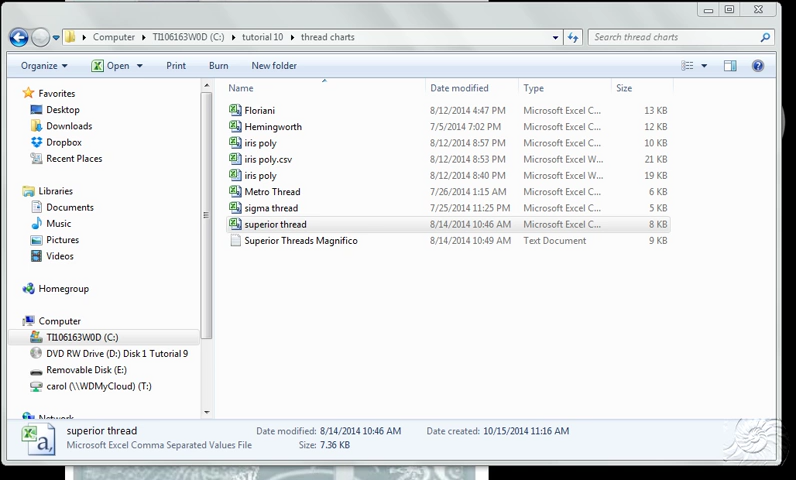 Computer ▸ TI106163W0D (C:) ▸ tutorial 10 ▸ thread charts
Search thread charts
Organize Open Print Burn New folder
Name Date modified Type Size
Favorites
Desktop
Downloads
Dropbox
Recent Places
Libraries
Documents
Music
Pictures
Videos
Homegroup
Computer
TI106163W0D (C:)
DVD RW Drive (D:) Disk 1 Tutorial 9
Removable Disk (E:)
carol (\\WDMyCloud) (T:)
Network
Floriani 8/12/2014 4:47 PM Microsoft Excel C... 13 KB
Hemingworth 7/5/2014 7:02 PM Microsoft Excel C... 12 KB
iris poly 8/12/2014 8:57 PM Microsoft Excel C... 10 KB
iris poly.csv 8/12/2014 8:53 PM Microsoft Excel W... 21 KB
iris poly 8/12/2014 8:40 PM Microsoft Excel W... 19 KB
Metro Thread 7/26/2014 1:15 AM Microsoft Excel C... 6 KB
sigma thread 7/25/2014 11:25 PM Microsoft Excel C... 5 KB
superior thread 8/14/2014 10:46 AM Microsoft Excel C... 8 KB
Superior Threads Magnifico 8/14/2014 10:49 AM Text Document 9 KB
superior thread Date modified: 8/14/2014 10:46 AM Date created: 10/15/2014 11:16 AM
Microsoft Excel Comma Separated Values File Size: 7.36 KB